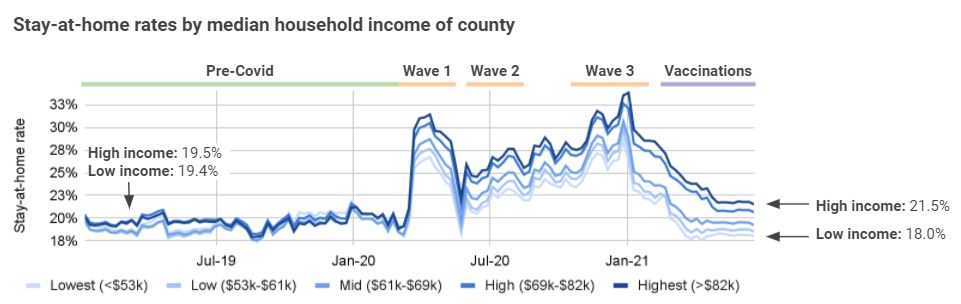 Stay-at-home rates by median household income of county
Pre-Covid Wave 1 Wave 2 Wave 3 Vaccinations
Stay-at-home rate
33%
30%
28%
25%
23%
20%
18%
High income: 19.5%
Low income: 19.4%
High income: 21.5%
Low income: 18.0%
Jul-19 Jan-20 Jul-20 Jan-21
Lowest (<$53k) Low ($53k-$61k) Mid ($61k-$69k) High ($69k-$82k) Highest (>$82k)